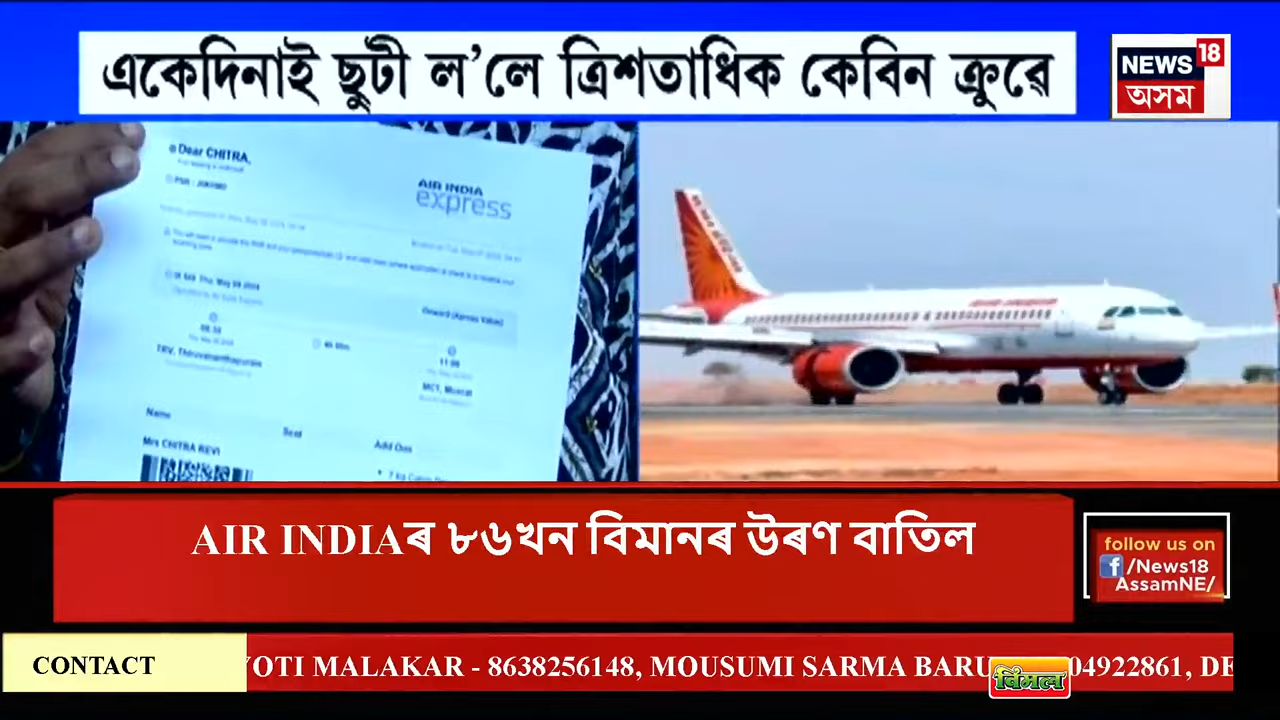 একেদিনাই ছুটী ল'লে ত্ৰিশতাধিক কেবিন ক্ৰুৱে
NEWS 18
অসম
Dear CHITRA,
AIR INDIA
express
TRV, Thiruvananthapuram
MCT, Muscat
Name
Seat
Add Ons
Mrs CHITRA REVI
AIR INDIAৰ ৮৬খন বিমানৰ উৰণ বাতিল
follow us on
/News18
AssamNE/
CONTACT
YOTI MALAKAR - 8638256148, MOUSUMI SARMA BARU 04922861, DE
विमल